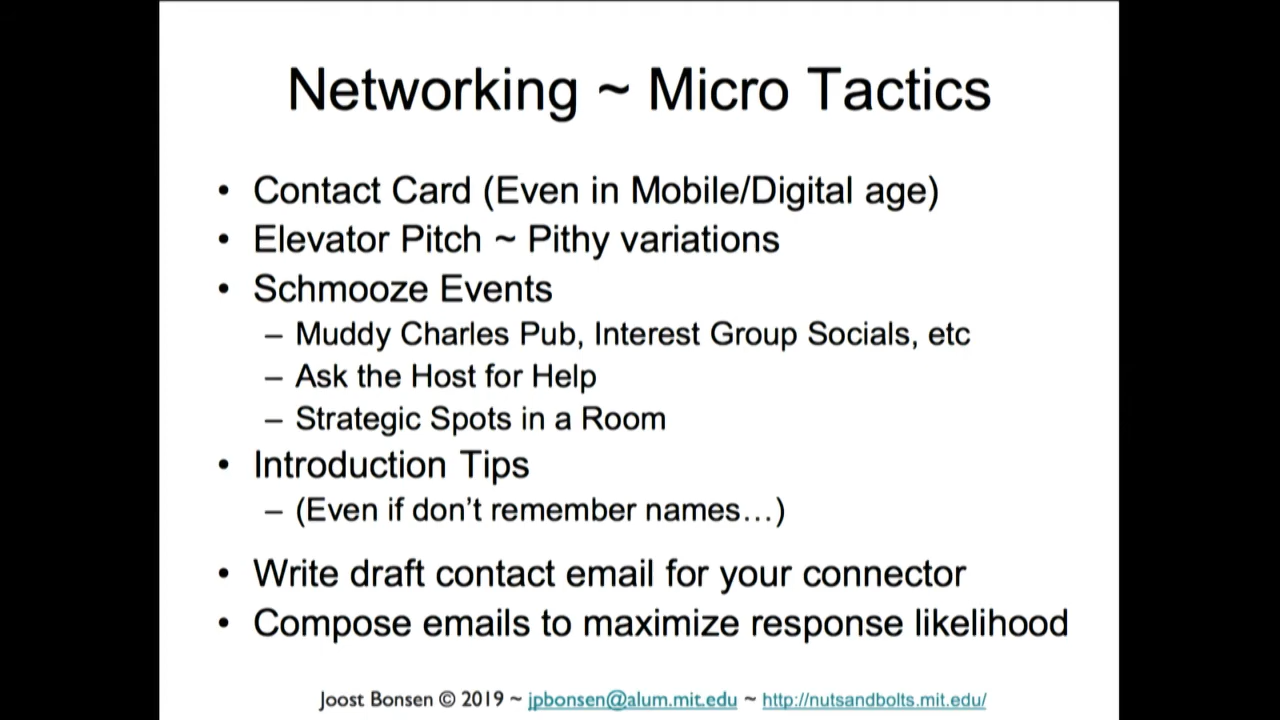 Networking ~ Micro Tactics
• Contact Card (Even in Mobile/Digital age)
• Elevator Pitch ~ Pithy variations
• Schmooze Events
– Muddy Charles Pub, Interest Group Socials, etc
– Ask the Host for Help
– Strategic Spots in a Room
• Introduction Tips
– (Even if don’t remember names…)
• Write draft contact email for your connector
• Compose emails to maximize response likelihood
Joost Bonsen © 2019 ~ jpbonsen@alum.mit.edu ~ http://nutsandbolts.mit.edu/